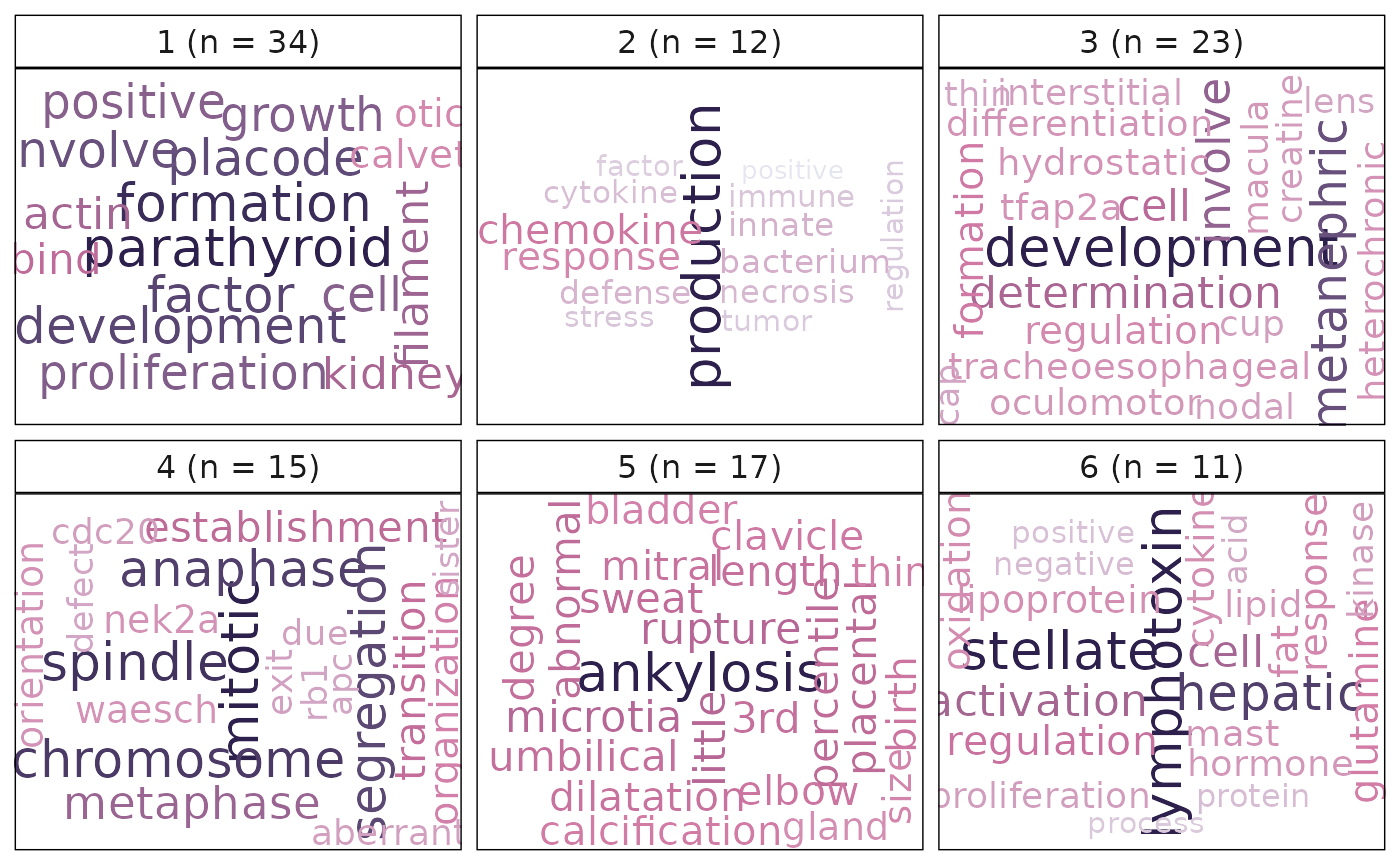 1 (n = 34)
positive
growth
otic
nvolve
placode
calvet
formation
actin
parathyroid
bind
filament
factor
cell
development
proliferation
kidney
2 (n = 12)
factor
positive
cytokine
immune
production
regulation
chemokine
innate
response
bacterium
defense
necrosis
stress
tumor
3 (n = 23)
thin
interstitial
lens
differentiation
involve
macula
creatine
hydrostatic
formation
tfap2a
cell
metanephric
heterochronic
development
determination
regulation
cup
tracheoesophageal
cap
oculomotor
nodal
4 (n = 15)
cdc20
establishment
sister
orientation
defect
anaphase
nek2a
due
mitotic
segregation
transition
organization
spindle
exit
rb1
apc
waesch
chromosome
metaphase
aberrant
5 (n = 17)
bladder
abnormal
clavicle
degree
mitral
length
thin
sweat
rupture
percentile
placental
ankylosis
birth
microtia
little
3rd
umbilical
size
dilatation
elbow
calcification
gland
6 (n = 11)
oxidation
positive
cytokine
acid
response
kinase
negative
lipoprotein
lymphotoxin
lipid
fat
stellate
cell
glutamine
activation
hepatic
regulation
mast
hormone
proliferation
protein
process